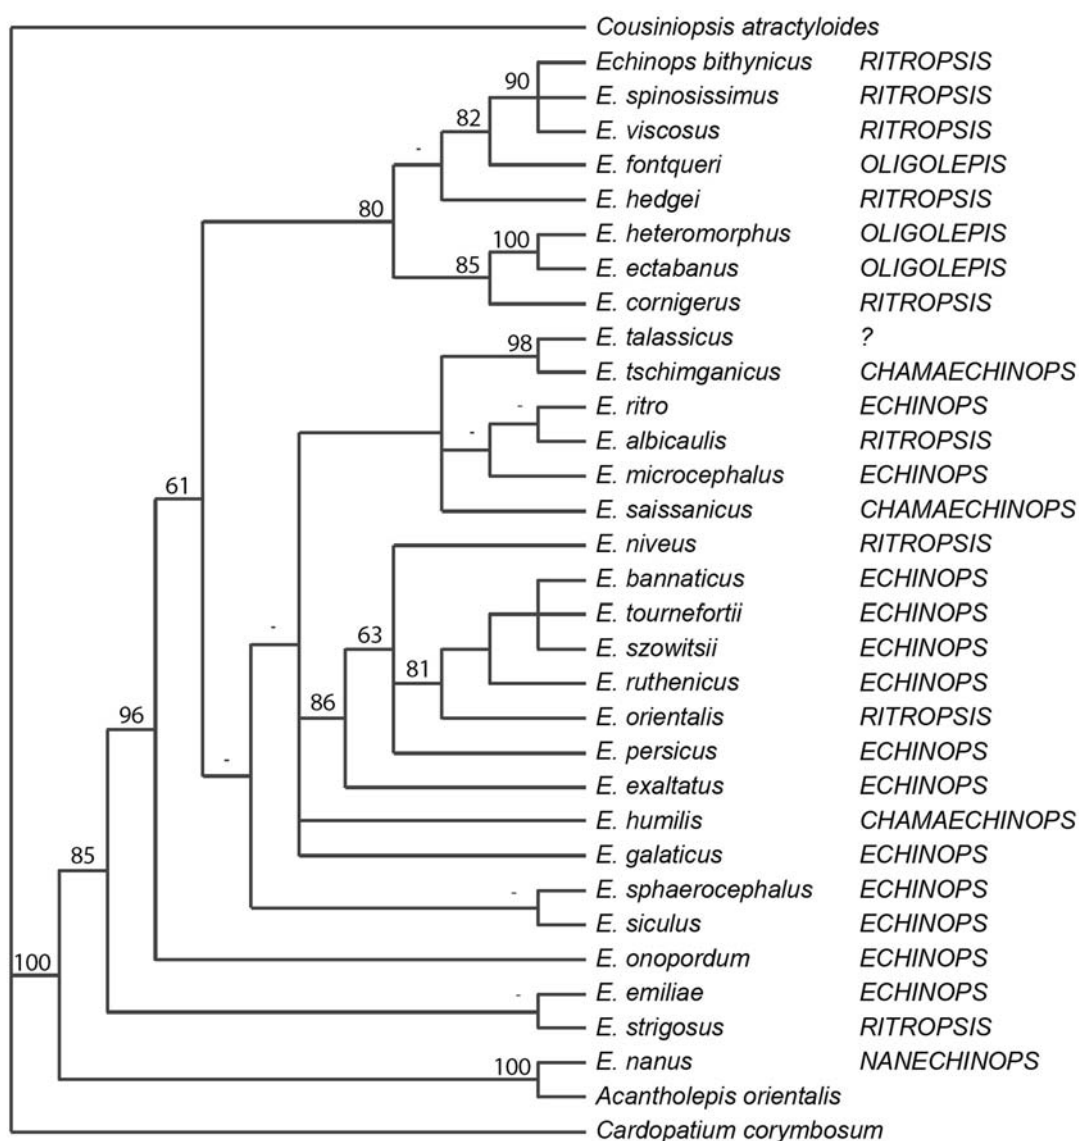 Cousiniopsis atractyloides
Echinops bithynicus RITROPSIS
90
E. spinosissimus RITROPSIS
82
E. viscosus RITROPSIS
-
E. fontqueri OLIGOLEPIS
E. hedgei RITROPSIS
80
E. heteromorphus OLIGOLEPIS
100
E. ectabanus OLIGOLEPIS
85
E. cornigerus RITROPSIS
E. talassicus ?
98
E. tschimganicus CHAMAECHINOPS
-
E. ritro ECHINOPS
-
E. albicaulis RITROPSIS
E. microcephalus ECHINOPS
61
E. saissanicus CHAMAECHINOPS
E. niveus RITROPSIS
E. bannaticus ECHINOPS
E. tournefortii ECHINOPS
-
63
E. szowitsii ECHINOPS
81
E. ruthenicus ECHINOPS
86
E. orientalis RITROPSIS
96
E. persicus ECHINOPS
-
E. exaltatus ECHINOPS
E. humilis CHAMAECHINOPS
85
E. galaticus ECHINOPS
-
E. sphaerocephalus ECHINOPS
E. siculus ECHINOPS
100
E. onopordum ECHINOPS
-
E. emiliae ECHINOPS
E. strigosus RITROPSIS
100
E. nanus NANECHINOPS
Acantholepis orientalis
Cardopatium corymbosum